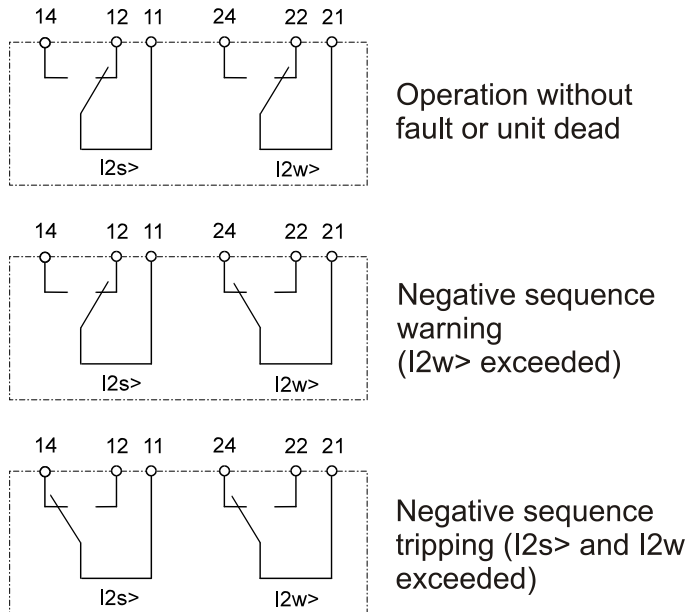 14 12 11 24 22 21
Operation without
fault or unit dead
I2s> I2w>
14 12 11 24 22 21
Negative sequence
warning
(I2w> exceeded)
I2s> I2w>
14 12 11 24 22 21
Negative sequence
tripping (I2s> and I2w
exceeded)
I2s> I2w>